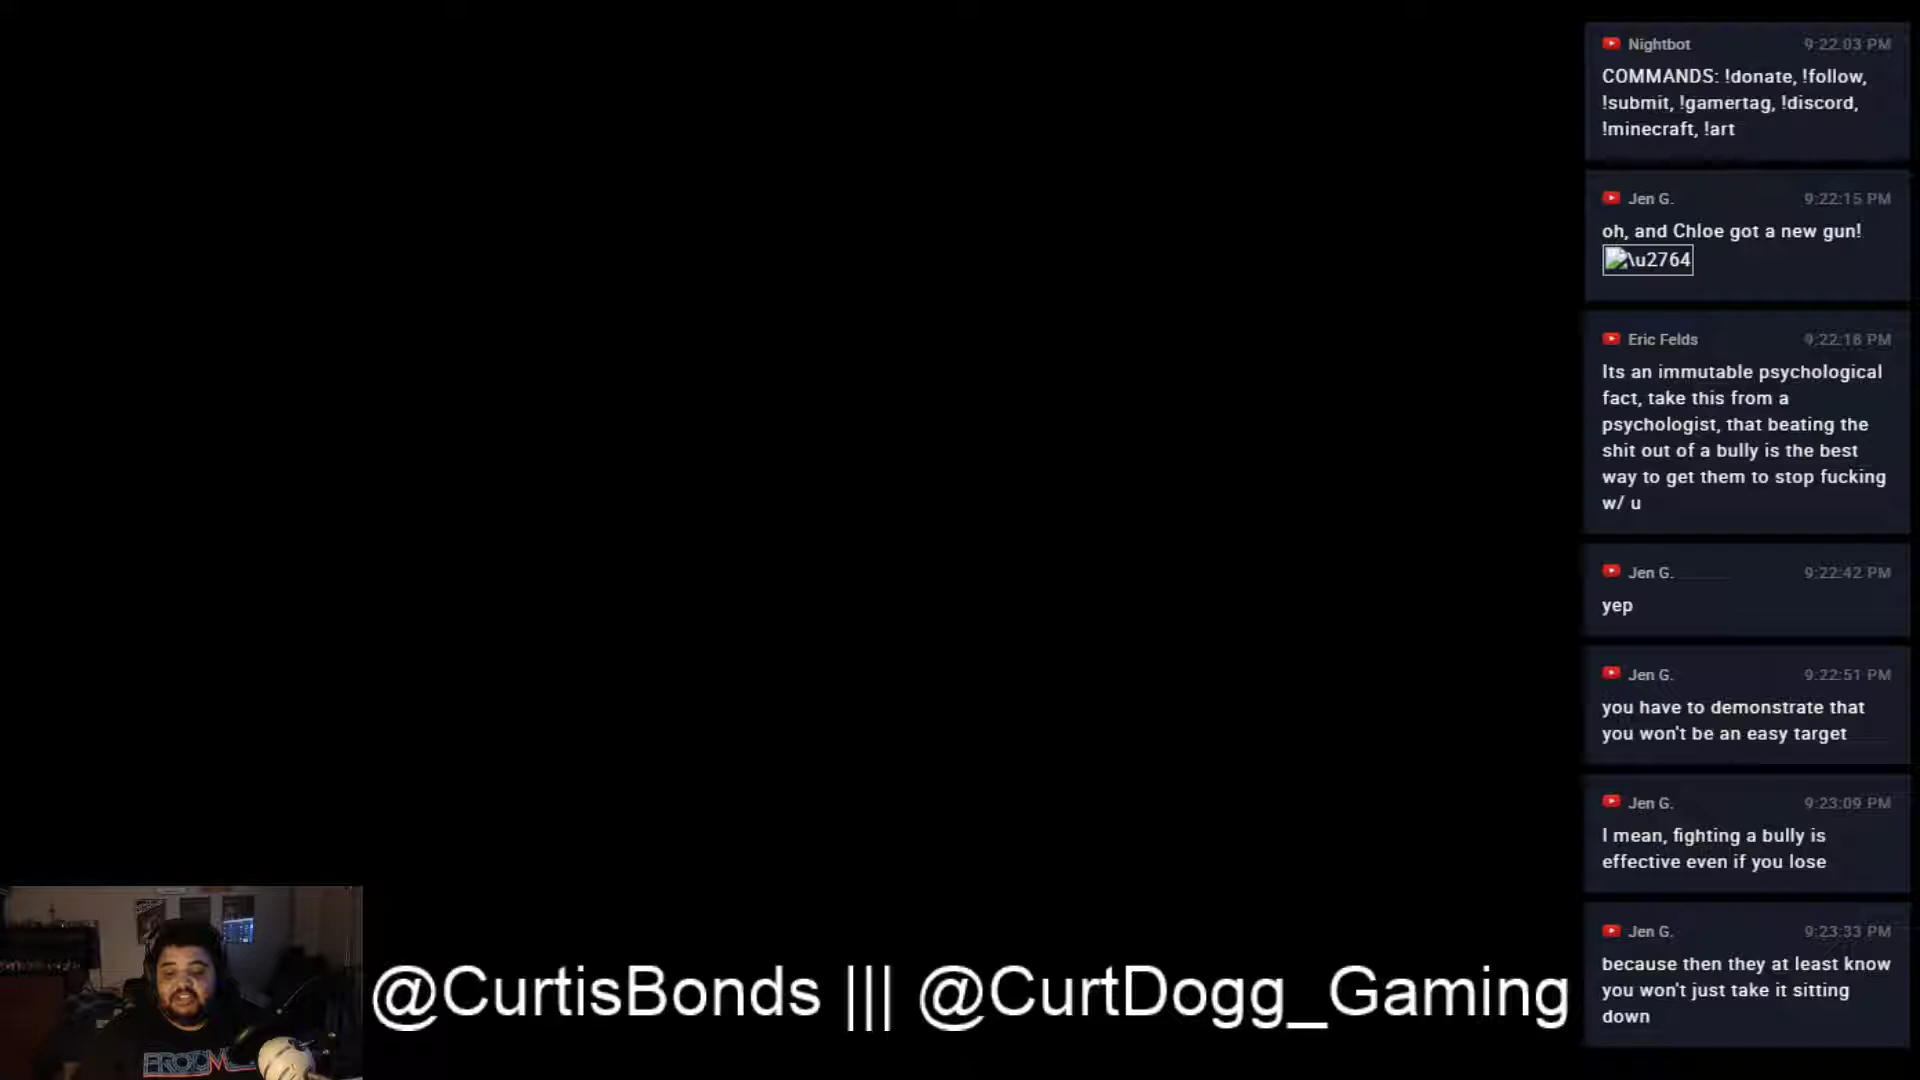 Nightbot 9:22:03 PM
COMMANDS: !donate, !follow,
!submit, !gamertag, !discord,
!minecraft, !art
Jen G. 9:22:15 PM
oh, and Chloe got a new gun!
\u2764
Eric Felds 9:22:18 PM
Its an immutable psychological
fact, take this from a
psychologist, that beating the
shit out of a bully is the best
way to get them to stop fucking
w/ u
Jen G. 9:22:42 PM
yep
Jen G. 9:22:51 PM
you have to demonstrate that
you won't be an easy target
Jen G. 9:23:09 PM
I mean, fighting a bully is
effective even if you lose
Jen G. 9:23:33 PM
because then they at least know
you won't just take it sitting
down
@CurtisBonds ||| @CurtDogg_Gaming